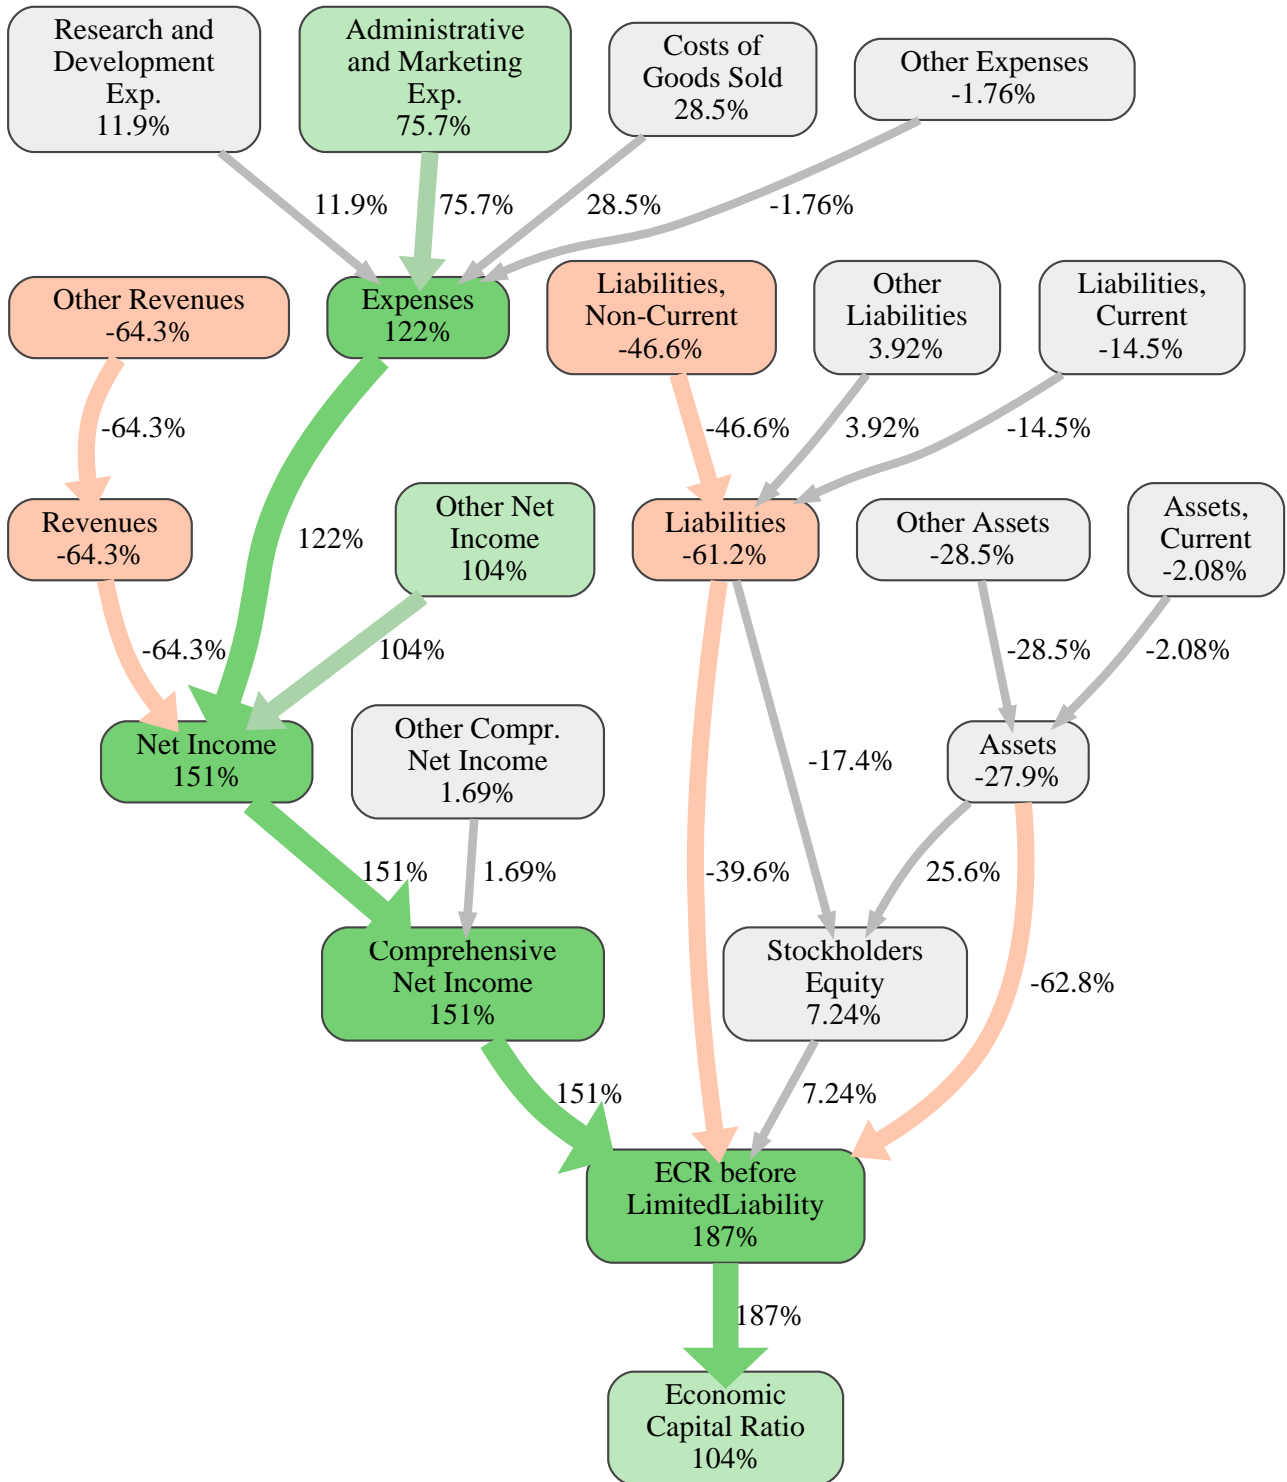 Research and
Development
Exp.
11.9%
Administrative
and Marketing
Exp.
75.7%
Costs of
Goods Sold
28.5%
Other Expenses
-1.76%
11.9%
75.7%
28.5%
-1.76%
Other Revenues
-64.3%
Expenses
122%
Liabilities,
Non-Current
-46.6%
Other
Liabilities
3.92%
Liabilities,
Current
-14.5%
-64.3%
-46.6%
3.92%
-14.5%
Revenues
-64.3%
122%
Other Net
Income
104%
Liabilities
-61.2%
Other Assets
-28.5%
Assets,
Current
-2.08%
-64.3%
104%
-28.5%
-2.08%
Net Income
151%
Other Compr.
Net Income
1.69%
-17.4%
Assets
-27.9%
151%
1.69%
-39.6%
25.6%
Comprehensive
Net Income
151%
Stockholders
Equity
7.24%
-62.8%
151%
7.24%
ECR before
LimitedLiability
187%
187%
Economic
Capital Ratio
104%